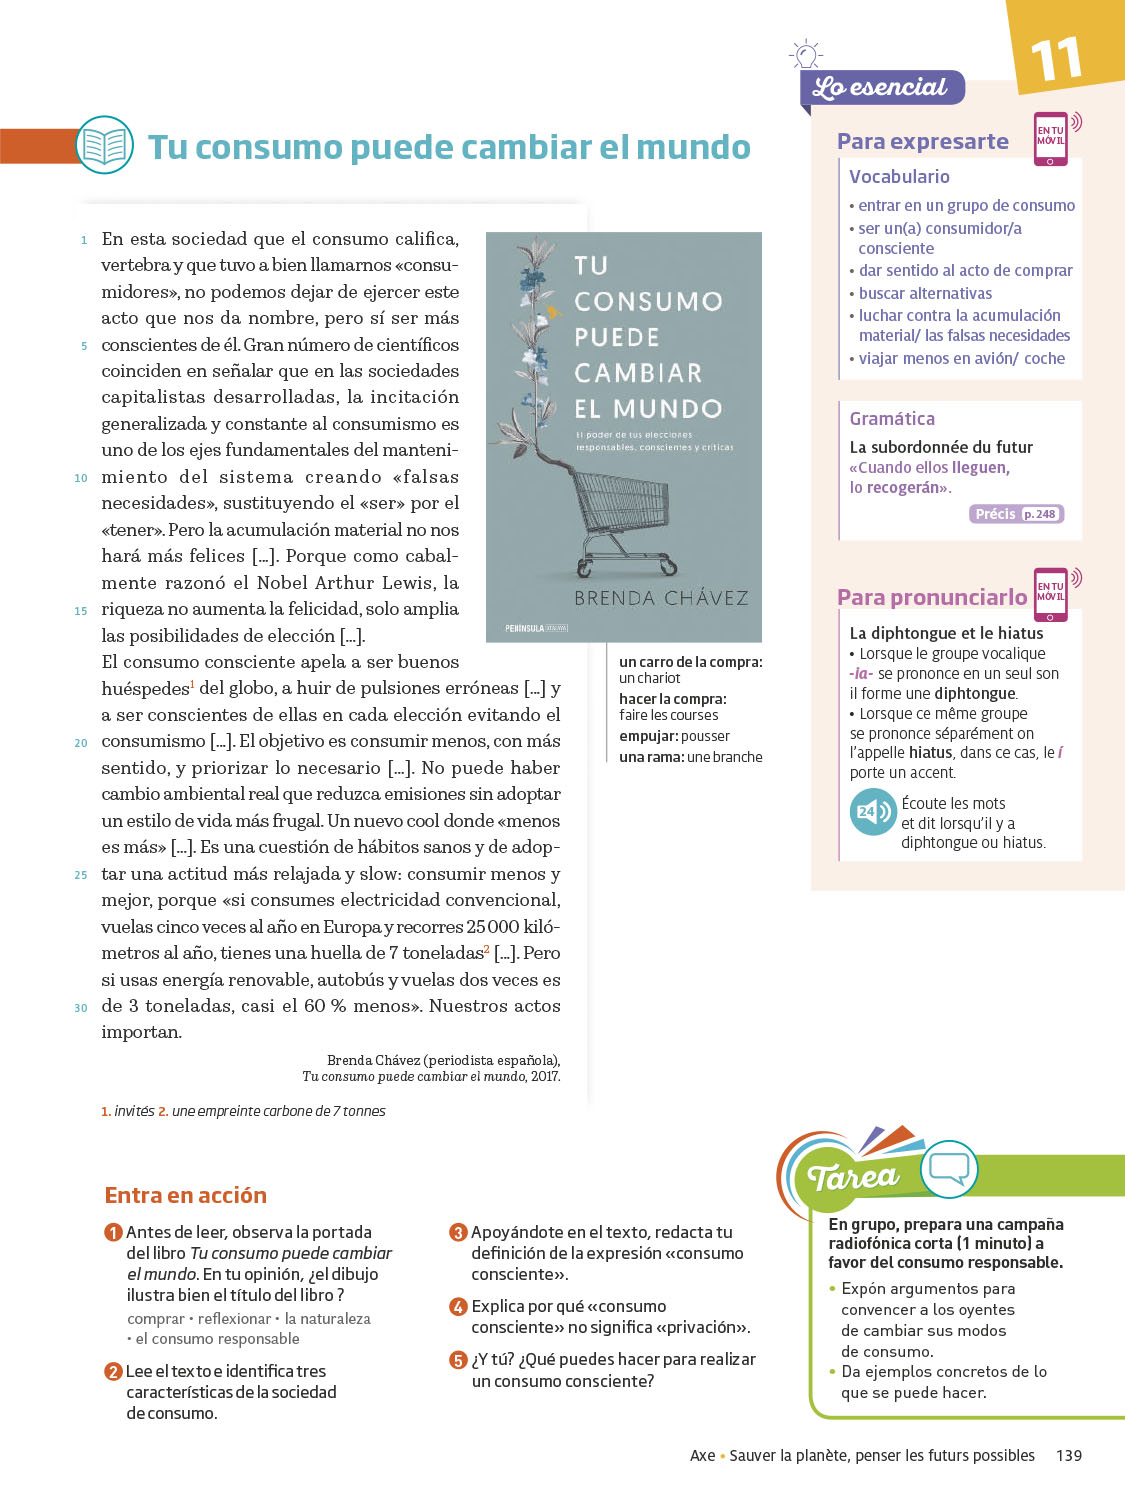 11
Lo esencial
Tu consumo puede cambiar el mundo
1 En esta sociedad que el consumo califica,
vertebra y que tuvo a bien llamarnos «consu-
midores», no podemos dejar de ejercer este
acto que nos da nombre, pero sí ser más
5 conscientes de él. Gran número de científicos
coinciden en señalar que en las sociedades
capitalistas desarrolladas, la incitación
generalizada y constante al consumismo es
uno de los ejes fundamentales del manteni-
10 miento del sistema creando «falsas
necesidades», sustituyendo el «ser» por el
«tener». Pero la acumulación material no nos
hará más felices [...]. Porque como cabal-
mente razonó el Nobel Arthur Lewis, la
15 riqueza no aumenta la felicidad, solo amplia
las posibilidades de elección [...].
El consumo consciente apela a ser buenos
huéspedes1 del globo, a huir de pulsiones erróneas [...] y
a ser conscientes de ellas en cada elección evitando el
20 consumismo [...]. El objetivo es consumir menos, con más
sentido, y priorizar lo necesario [...]. No puede haber
cambio ambiental real que reduzca emisiones sin adoptar
un estilo de vida más frugal. Un nuevo cool donde «menos
es más» [...]. Es una cuestión de hábitos sanos y de adop-
25 tar una actitud más relajada y slow: consumir menos y
mejor, porque «si consumes electricidad convencional,
vuelas cinco veces al año en Europa y recorres 25 000 kiló-
metros al año, tienes una huella de 7 toneladas2 [...]. Pero
si usas energía renovable, autobús y vuelas dos veces es
30 de 3 toneladas, casi el 60 % menos». Nuestros actos
importan.
Brenda Chávez (periodista española),
Tu consumo puede cambiar el mundo, 2017.
1. invités 2. une empreinte carbone de 7 tonnes
TU
CONSUMO
PUEDE
CAMBIAR
EL MUNDO
El poder de tus elecciones
responsables, conscientes y críticas
BRENDA CHÁVEZ
PENÍNSULA ATALAYA
un carro de la compra:
un chariot
hacer la compra:
faire les courses
empujar: pousser
una rama: une branche
Para expresarte
EN TU
MÓVIL
Vocabulario
• entrar en un grupo de consumo
• ser un(a) consumidor/a
consciente
• dar sentido al acto de comprar
• buscar alternativas
• luchar contra la acumulación
material/ las falsas necesidades
• viajar menos en avión/ coche
Gramática
La subordonnée du futur
«Cuando ellos lleguen,
lo recogerán».
Précis p. 248
Para pronunciarlo
EN TU
MÓVIL
La diphtongue et le hiatus
• Lorsque le groupe vocalique
-ia- se prononce en un seul son
il forme une diphtongue.
• Lorsque ce même groupe
se prononce séparément on
l'appelle hiatus, dans ce cas, le í
porte un accent.
24
Écoute les mots
et dit lorsqu'il y a
diphtongue ou hiatus.
Entra en acción
1 Antes de leer, observa la portada
del libro Tu consumo puede cambiar
el mundo. En tu opinión, ¿el dibujo
ilustra bien el título del libro ?
comprar • reflexionar • la naturaleza
• el consumo responsable
2 Lee el texto e identifica tres
características de la sociedad
de consumo.
3 Apoyándote en el texto, redacta tu
definición de la expresión «consumo
consciente».
4 Explica por qué «consumo
consciente» no significa «privación».
5 ¿Y tú? ¿Qué puedes hacer para realizar
un consumo consciente?
Tarea
En grupo, prepara una campaña
radiofónica corta (1 minuto) a
favor del consumo responsable.
• Expón argumentos para
convencer a los oyentes
de cambiar sus modos
de consumo.
• Da ejemplos concretos de lo
que se puede hacer.
Axe • Sauver la planète, penser les futurs possibles 139